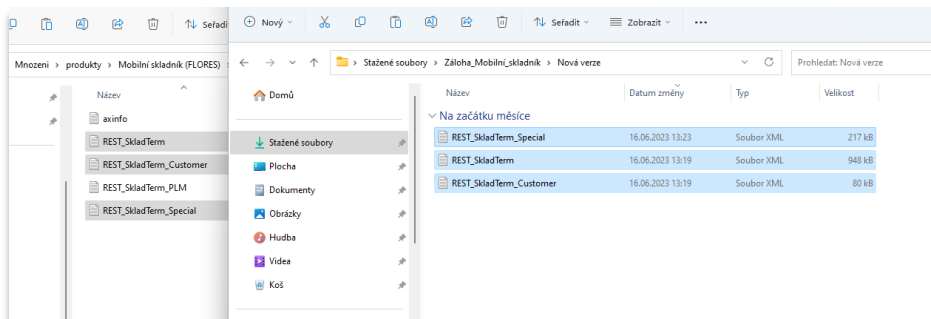 Seřadi
Mnozeni > produkty > Mobilní skladník (FLORES)
Název
axinfo
REST_SkladTerm
REST_SkladTerm_Customer
REST_SkladTerm_PLM
REST_SkladTerm_Special
Nový
Seřadit
Zobrazit
Stažené soubory > Záloha_Mobilní_skladník > Nová verze
Prohledat: Nová verze
Domů
Stažené soubory
Plocha
Dokumenty
Obrázky
Hudba
Videa
Koš
Název Datum změny Typ Velikost
Na začátku měsíce
REST_SkladTerm_Special 16.06.2023 13:23 Soubor XML 217 kB
REST_SkladTerm 16.06.2023 13:19 Soubor XML 948 kB
REST_SkladTerm_Customer 16.06.2023 13:19 Soubor XML 80 kB